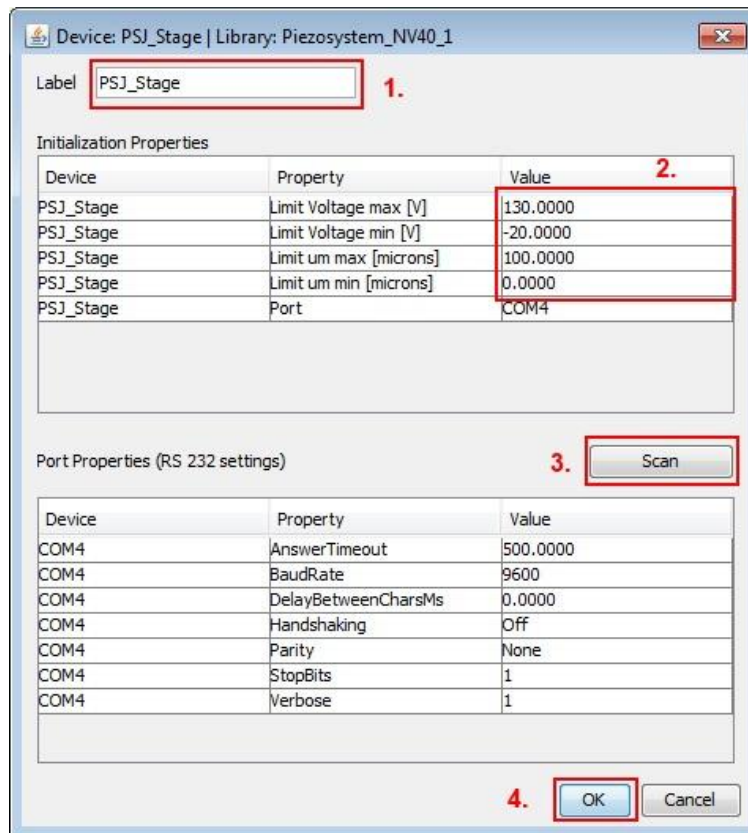 Device: PSJ_Stage | Library: Piezosystem_NV40_1
Label PSJ_Stage 1.
Initialization Properties
2.
Device Property Value
PSJ_Stage Limit Voltage max [V] 130.0000
PSJ_Stage Limit Voltage min [V] -20.0000
PSJ_Stage Limit um max [microns] 100.0000
PSJ_Stage Limit um min [microns] 0.0000
PSJ_Stage Port COM4
Port Properties (RS 232 settings) 3. Scan
Device Property Value
COM4 AnswerTimeout 500.0000
COM4 BaudRate 9600
COM4 DelayBetweenCharsMs 0.0000
COM4 Handshaking Off
COM4 Parity None
COM4 StopBits 1
COM4 Verbose 1
4. OK Cancel